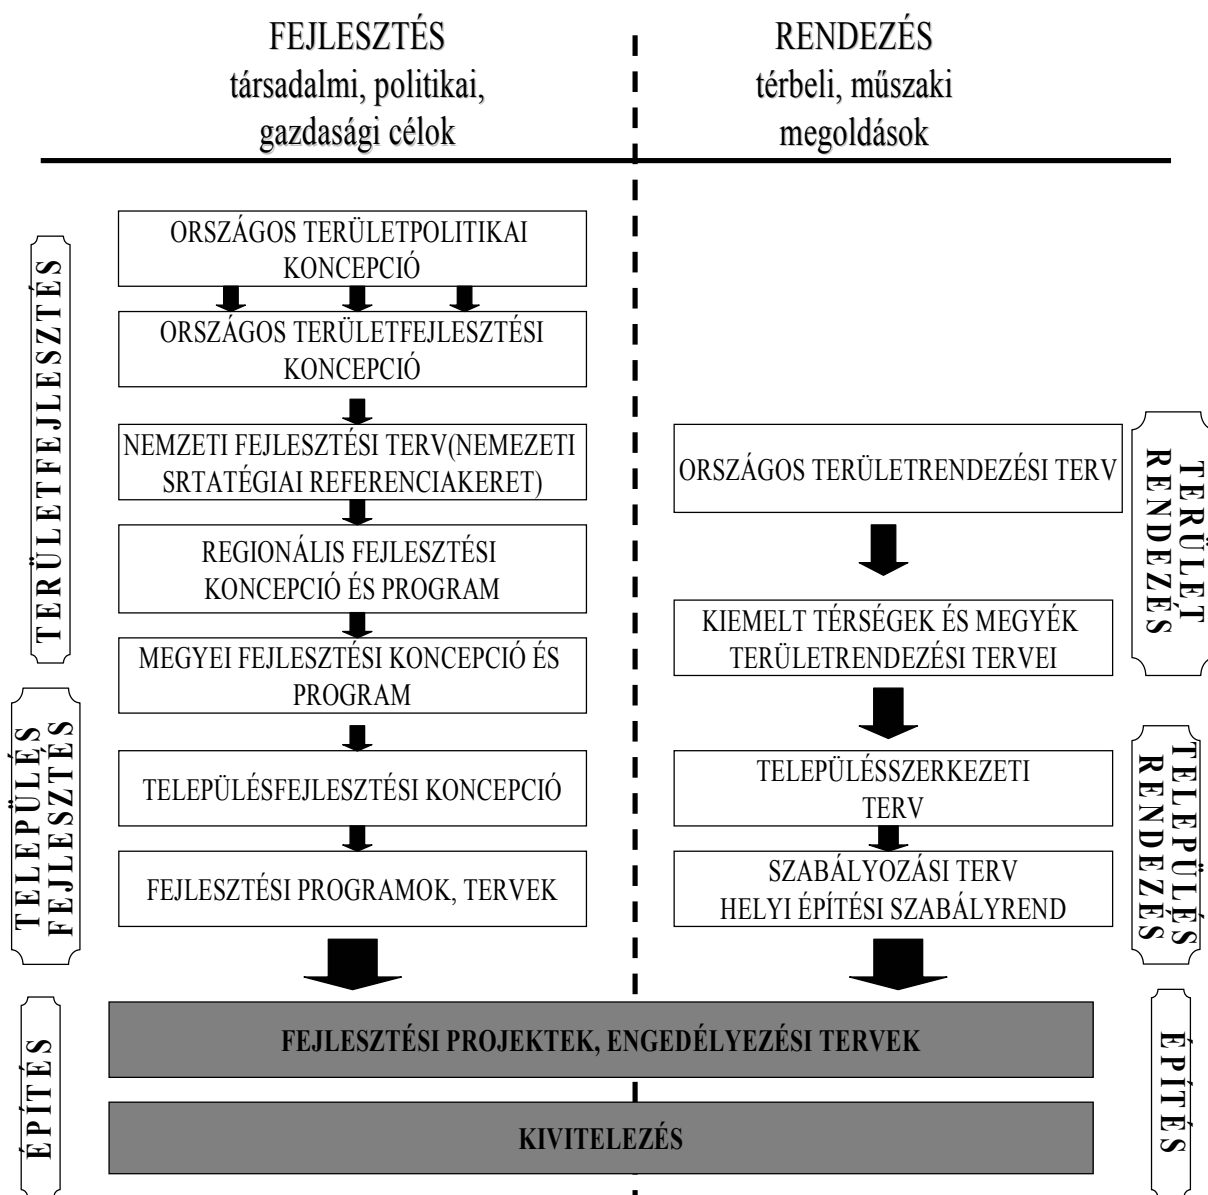 FEJLESZTÉS
társadalmi, politikai,
gazdasági célok
RENDEZÉS
térbeli, műszaki
megoldások
TERÜLETFEJLESZTÉS
ORSZÁGOS TERÜLETPOLITIKAI
KONCEPCIÓ
ORSZÁGOS TERÜLETFEJLESZTÉSI
KONCEPCIÓ
NEMZETI FEJLESZTÉSI TERV(NEMEZETI
SRTATÉGIAI REFERENCIAKERET)
REGIONÁLIS FEJLESZTÉSI
KONCEPCIÓ ÉS PROGRAM
MEGYEI FEJLESZTÉSI KONCEPCIÓ ÉS
PROGRAM
TELEPÜLÉS
FEJLESZTÉS
TELEPÜLÉSFEJLESZTÉSI KONCEPCIÓ
FEJLESZTÉSI PROGRAMOK, TERVEK
ORSZÁGOS TERÜLETRENDEZÉSI TERV
KIEMELT TÉRSÉGEK ÉS MEGYÉK
TERÜLETRENDEZÉSI TERVEI
TERÜLET
RENDEZÉS
TELEPÜLÉSSZERKEZETI
TERV
SZABÁLYOZÁSI TERV
HELYI ÉPÍTÉSI SZABÁLYREND
TELEPÜLÉS
RENDEZÉS
ÉPÍTÉS
FEJLESZTÉSI PROJEKTEK, ENGEDÉLYEZÉSI TERVEK
KIVITELEZÉS
ÉPÍTÉS